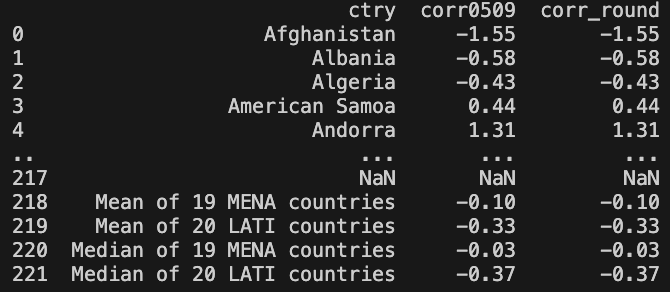 ctry corr0509 corr_round
0 Afghanistan -1.55 -1.55
1 Albania -0.58 -0.58
2 Algeria -0.43 -0.43
3 American Samoa 0.44 0.44
4 Andorra 1.31 1.31
.. ... ... ...
217 NaN NaN NaN
218 Mean of 19 MENA countries -0.10 -0.10
219 Mean of 20 LATI countries -0.33 -0.33
220 Median of 19 MENA countries -0.03 -0.03
221 Median of 20 LATI countries -0.37 -0.37